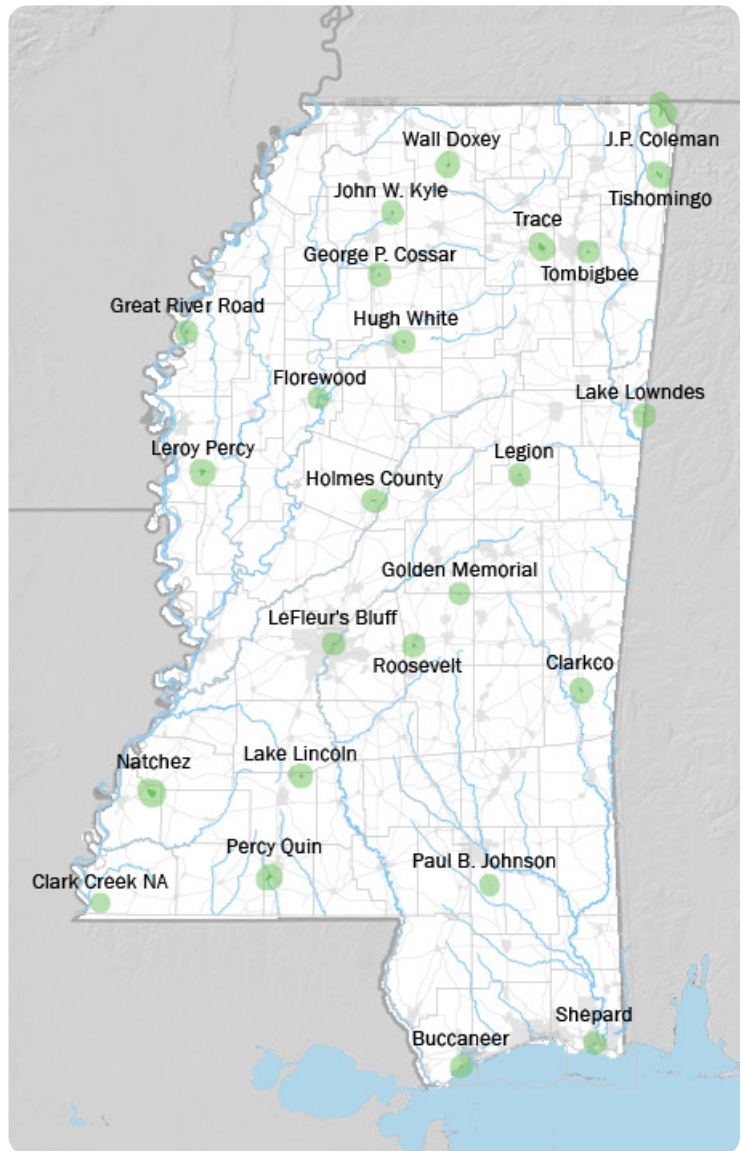 Wall Doxey
J.P. Coleman
John W. Kyle
Tishomingo
Trace
George P. Cossar
Tombigbee
Great River Road
Hugh White
Florewood
Lake Lowndes
Leroy Percy
Legion
Holmes County
Golden Memorial
LeFleur's Bluff
Roosevelt
Clarkco
Lake Lincoln
Natchez
Percy Quin
Paul B. Johnson
Clark Creek NA
Shepard
Buccaneer